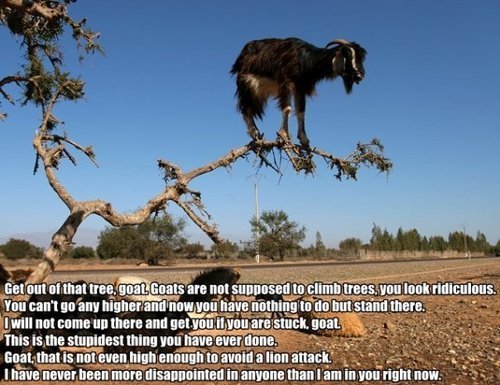 Get out of that tree, goat. Goats are not supposed to climb trees, you look ridiculous.
You can't go any higher and now you have nothing to do but stand there.
I will not come up there and get you if you are stuck, goat.
This is the stupidest thing you have ever done.
Goat, that is not even high enough to avoid a lion attack.
I have never been more disappointed in anyone than I am in you right now.